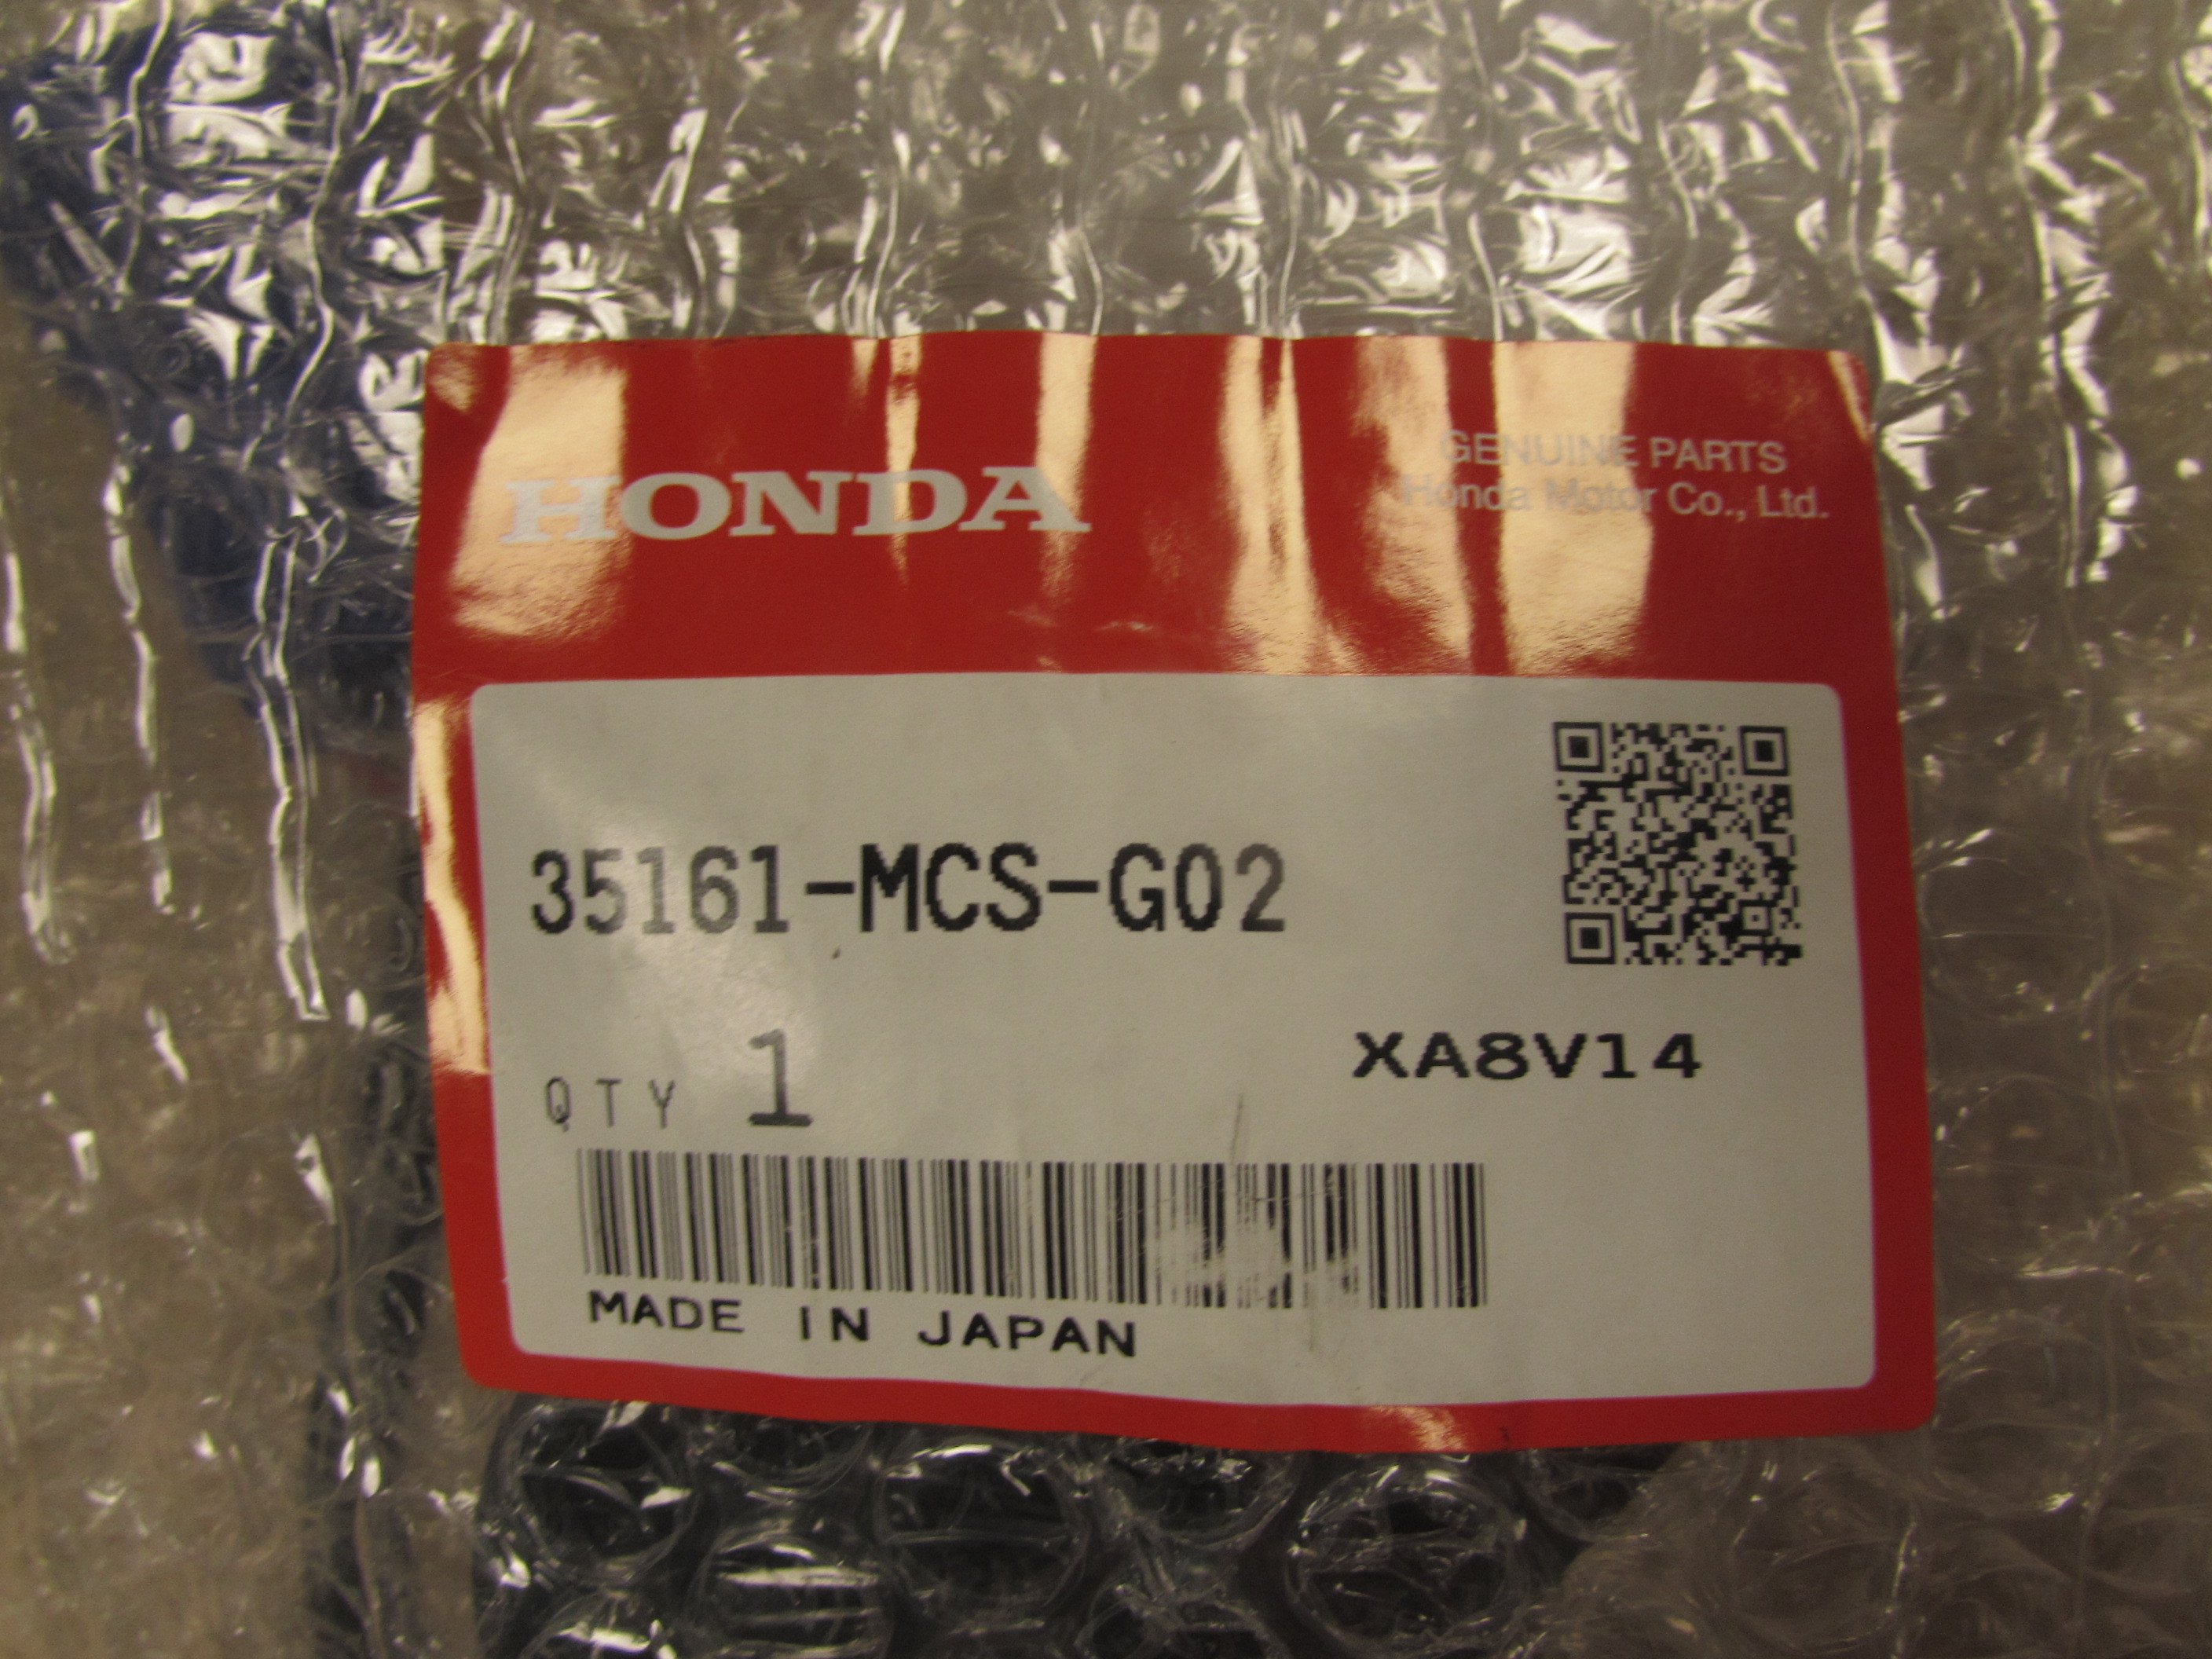 HONDA
GENUINE PARTS
Honda Motor Co., Ltd.
35161-MCS-G02
QTY 1
XA8V14
MADE IN JAPAN